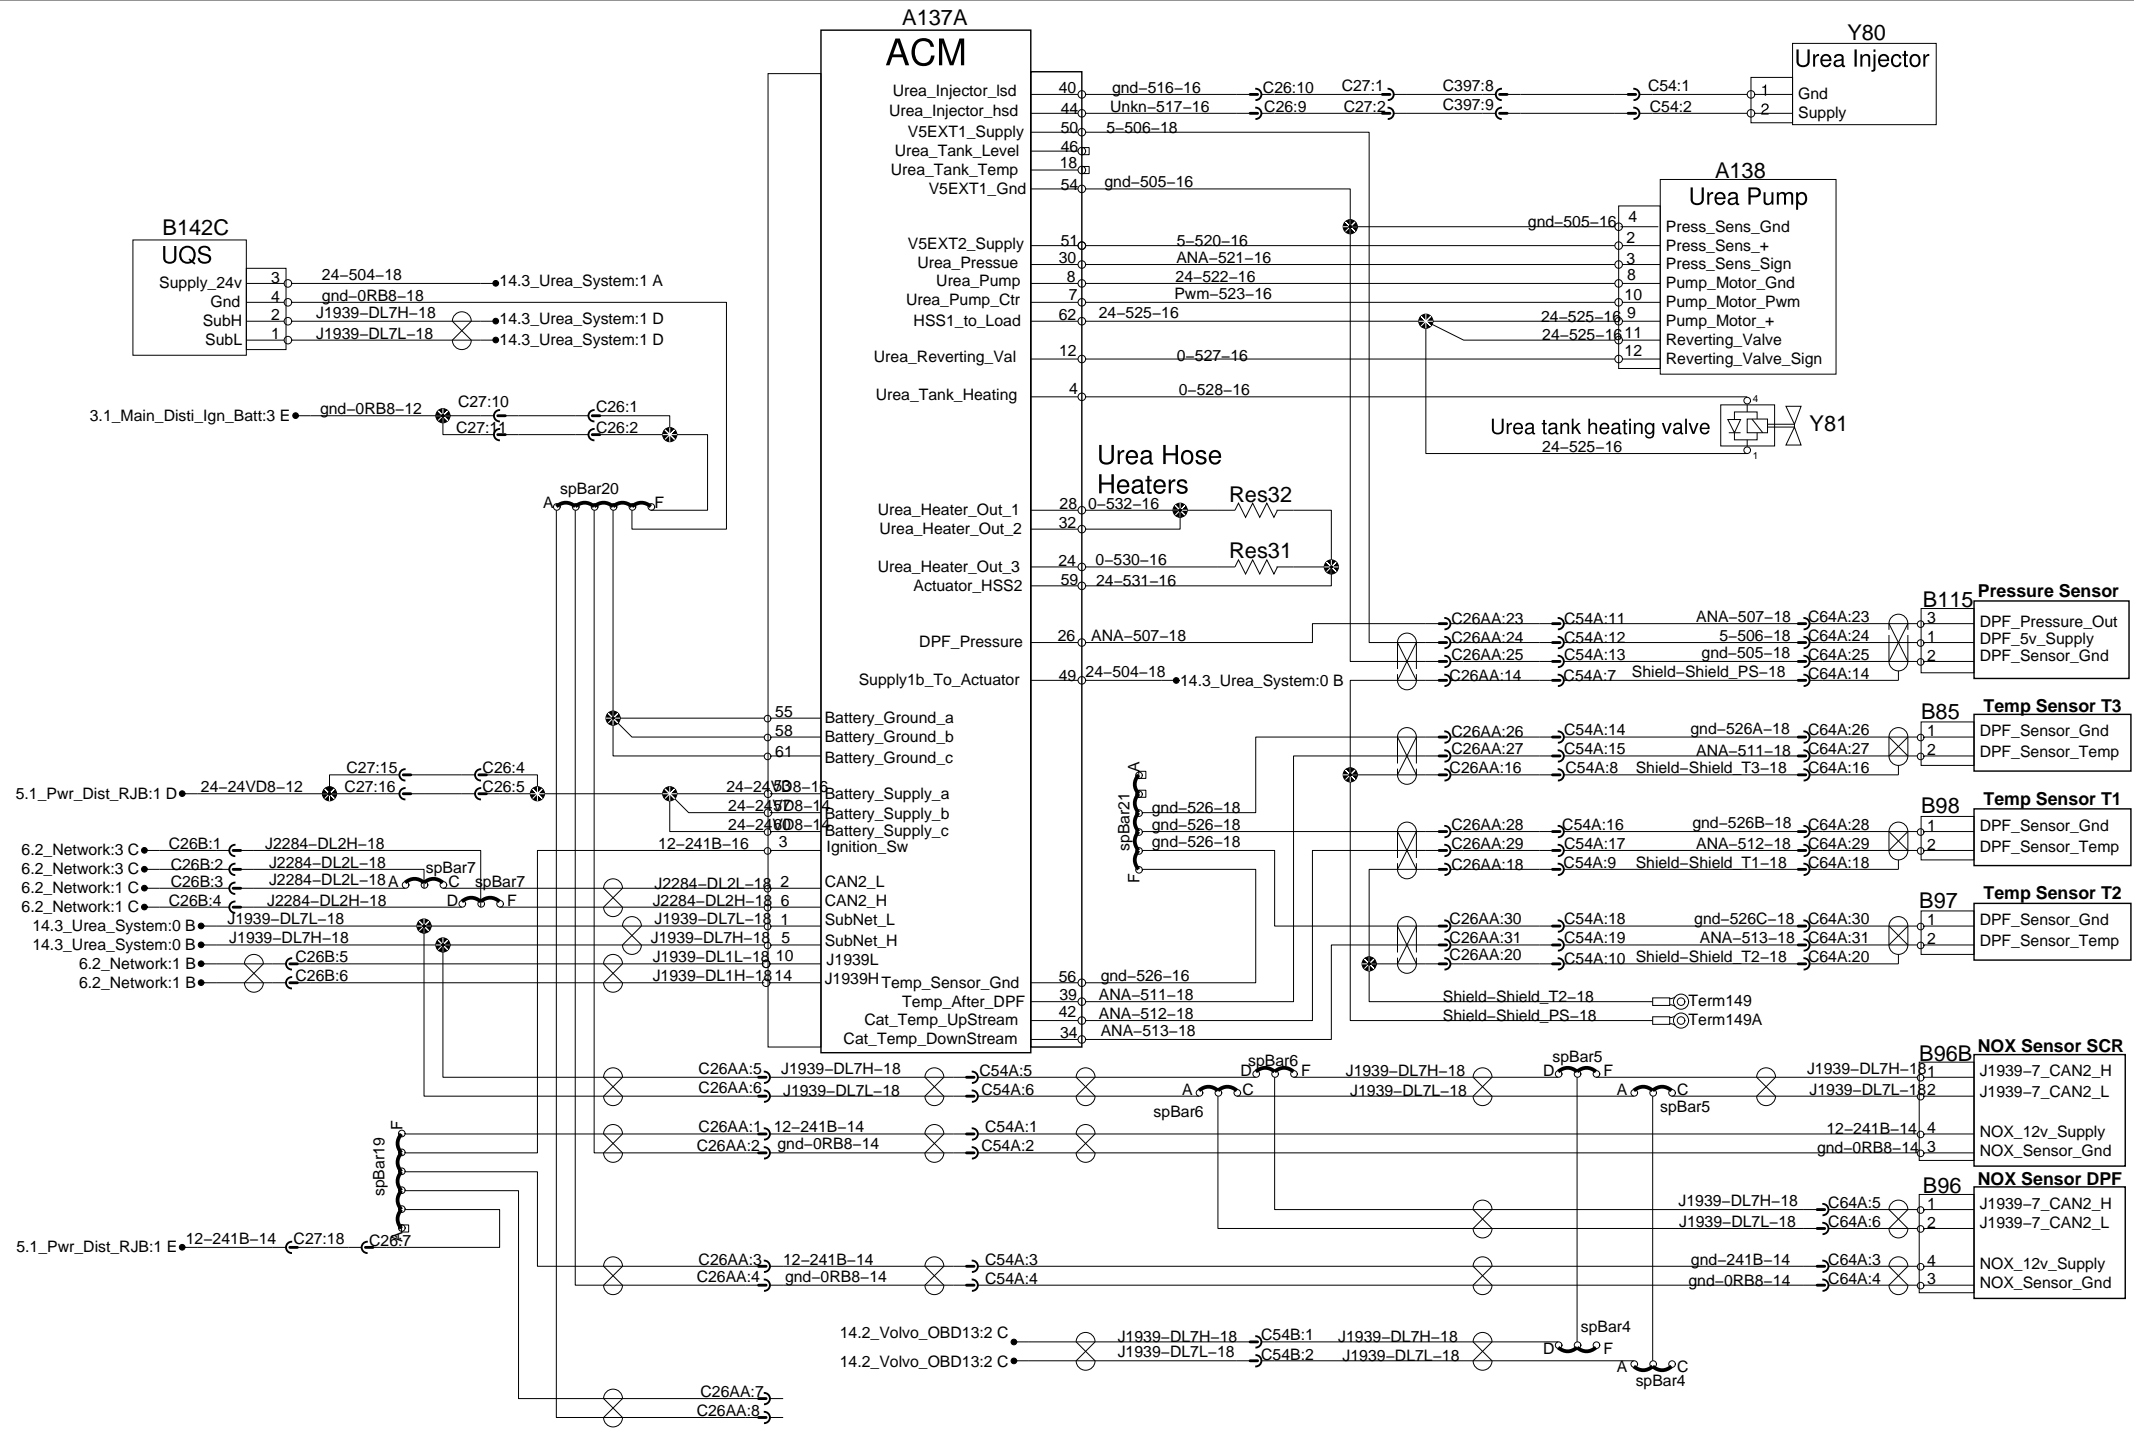 A137A
ACM
Urea_Injector_lsd 40 gnd-516-16 C26:10 C27:1 C397:8 C54:1
Urea_Injector_hsd 44 Unkn-517-16 C26:9 C27:2 C397:9 C54:2
Y80
Urea Injector
1 Gnd
2 Supply
V5EXT1_Supply 50 5-506-18
Urea_Tank_Level 46
Urea_Tank_Temp 18
V5EXT1_Gnd 54 gnd-505-16
A138
Urea Pump
gnd-505-16 4 Press_Sens_Gnd
V5EXT2_Supply 51 5-520-16 2 Press_Sens_+
Urea_Pressue 30 ANA-521-16 3 Press_Sens_Sign
Urea_Pump 8 24-522-16 8 Pump_Motor_Gnd
Urea_Pump_Ctr 7 Pwm-523-16 10 Pump_Motor_Pwm
HSS1_to_Load 62 24-525-16 24-525-16 9 Pump_Motor_+
24-525-16 11 Reverting_Valve
Urea_Reverting_Val 12 0-527-16 12 Reverting_Valve_Sign
Urea_Tank_Heating 4 0-528-16
4
Urea tank heating valve Y81
24-525-16 1
B142C
UQS
Supply_24v 3 24-504-18 14.3_Urea_System:1 A
Gnd 4 gnd-0RB8-18
SubH 2 J1939-DL7H-18 14.3_Urea_System:1 D
SubL 1 J1939-DL7L-18 14.3_Urea_System:1 D
3.1_Main_Disti_Ign_Batt:3 E gnd-0RB8-12 C27:10 C26:1
C27:11 C26:2
spBar20
A F
Urea Hose
Heaters
Urea_Heater_Out_1 28 0-532-16 Res32
Urea_Heater_Out_2 32
Urea_Heater_Out_3 24 0-530-16 Res31
Actuator_HSS2 59 24-531-16
DPF_Pressure 26 ANA-507-18
Supply1b_To_Actuator 49 24-504-18 14.3_Urea_System:0 B
B115 Pressure Sensor
C26AA:23 C54A:11 ANA-507-18 C64A:23 3 DPF_Pressure_Out
C26AA:24 C54A:12 5-506-18 C64A:24 1 DPF_5v_Supply
C26AA:25 C54A:13 gnd-505-18 C64A:25 2 DPF_Sensor_Gnd
C26AA:14 C54A:7 Shield-Shield_PS-18 C64A:14
B85 Temp Sensor T3
C26AA:26 C54A:14 gnd-526A-18 C64A:26 1 DPF_Sensor_Gnd
C26AA:27 C54A:15 ANA-511-18 C64A:27 2 DPF_Sensor_Temp
C26AA:16 C54A:8 Shield-Shield_T3-18 C64A:16
B98 Temp Sensor T1
C26AA:28 C54A:16 gnd-526B-18 C64A:28 1 DPF_Sensor_Gnd
C26AA:29 C54A:17 ANA-512-18 C64A:29 2 DPF_Sensor_Temp
C26AA:18 C54A:9 Shield-Shield_T1-18 C64A:18
B97 Temp Sensor T2
C26AA:30 C54A:18 gnd-526C-18 C64A:30 1 DPF_Sensor_Gnd
C26AA:31 C54A:19 ANA-513-18 C64A:31 2 DPF_Sensor_Temp
C26AA:20 C54A:10 Shield-Shield_T2-18 C64A:20
Shield-Shield_T2-18 Term149
Shield-Shield_PS-18 Term149A
A
spBar21
F
gnd-526-18
gnd-526-18
gnd-526-18
55 Battery_Ground_a
58 Battery_Ground_b
61 Battery_Ground_c
C27:15 C26:4
5.1_Pwr_Dist_RJB:1 D 24-24VD8-12 C27:16 C26:5
24-24VD8-16 53 Battery_Supply_a
24-24VD8-14 57 Battery_Supply_b
24-24VD8-14 60 Battery_Supply_c
12-241B-16 3 Ignition_Sw
6.2_Network:3 C C26B:1 J2284-DL2H-18
6.2_Network:3 C C26B:2 J2284-DL2L-18 spBar7
6.2_Network:1 C C26B:3 J2284-DL2L-18 A C spBar7 J2284-DL2L-18 2 CAN2_L
6.2_Network:1 C C26B:4 J2284-DL2H-18 D F J2284-DL2H-18 6 CAN2_H
14.3_Urea_System:0 B J1939-DL7L-18 J1939-DL7L-18 1 SubNet_L
14.3_Urea_System:0 B J1939-DL7H-18 J1939-DL7H-18 5 SubNet_H
6.2_Network:1 B C26B:5 J1939-DL1L-18 10 J1939L
6.2_Network:1 B C26B:6 J1939-DL1H-18 14 J1939H
Temp_Sensor_Gnd 56 gnd-526-16
Temp_After_DPF 39 ANA-511-18
Cat_Temp_UpStream 42 ANA-512-18
Cat_Temp_DownStream 34 ANA-513-18
B96B NOX Sensor SCR
C26AA:5 J1939-DL7H-18 C54A:5 D spBar6 F J1939-DL7H-18 D spBar5 F J1939-DL7H-18 1 J1939-7_CAN2_H
C26AA:6 J1939-DL7L-18 C54A:6 A C J1939-DL7L-18 A C J1939-DL7L-18 2 J1939-7_CAN2_L
spBar6 spBar5
C26AA:1 12-241B-14 C54A:1 12-241B-14 4 NOX_12v_Supply
C26AA:2 gnd-0RB8-14 C54A:2 gnd-0RB8-14 3 NOX_Sensor_Gnd
F
spBar19
A
5.1_Pwr_Dist_RJB:1 E 12-241B-14 C27:18 C26:7
B96 NOX Sensor DPF
J1939-DL7H-18 C64A:5 1 J1939-7_CAN2_H
J1939-DL7L-18 C64A:6 2 J1939-7_CAN2_L
C26AA:3 12-241B-14 C54A:3 gnd-241B-14 C64A:3 4 NOX_12v_Supply
C26AA:4 gnd-0RB8-14 C54A:4 gnd-0RB8-14 C64A:4 3 NOX_Sensor_Gnd
14.2_Volvo_OBD13:2 C J1939-DL7H-18 C54B:1 J1939-DL7H-18 D spBar4 F
14.2_Volvo_OBD13:2 C J1939-DL7L-18 C54B:2 J1939-DL7L-18 A C
spBar4
C26AA:7
C26AA:8